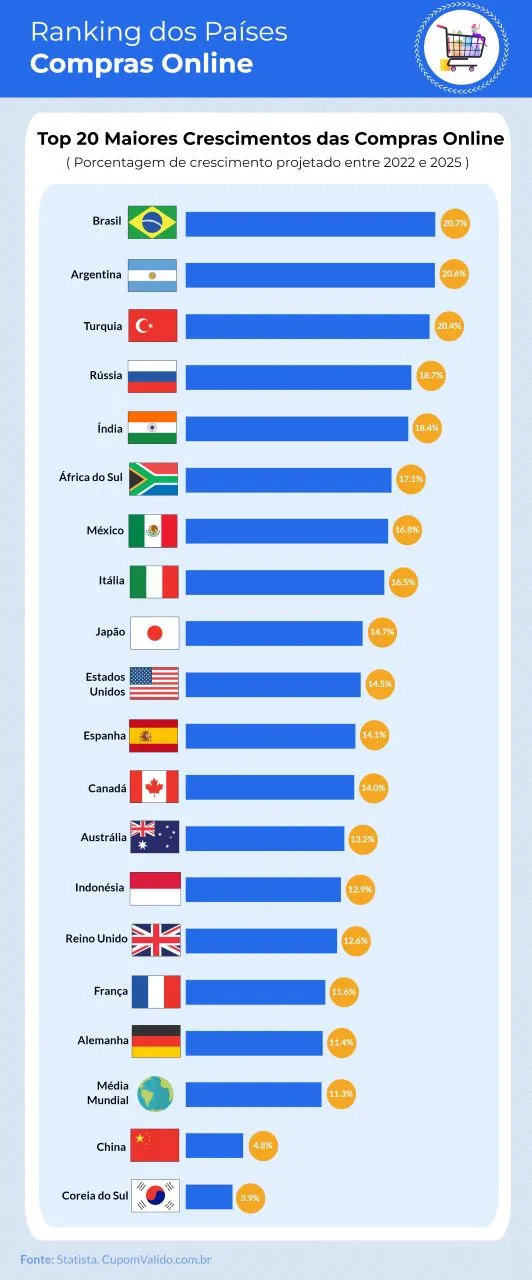 Ranking dos Países
Compras Online
Top 20 Maiores Crescimentos das Compras Online
( Porcentagem de crescimento projetado entre 2022 e 2025 )
Brasil 20.7%
Argentina 20.6%
Turquia 20.4%
Rússia 18.7%
Índia 18.4%
África do Sul 17.1%
México 16.8%
Itália 16.5%
Japão 14.7%
Estados
Unidos 14.5%
Espanha 14.1%
Canadá 14.0%
Austrália 13.2%
Indonésia 12.9%
Reino Unido 12.6%
França 11.6%
Alemanha 11.4%
Média
Mundial 11.3%
China 4.8%
Coreia do Sul 3.9%
Fonte: Statista, CupomValido.com.br